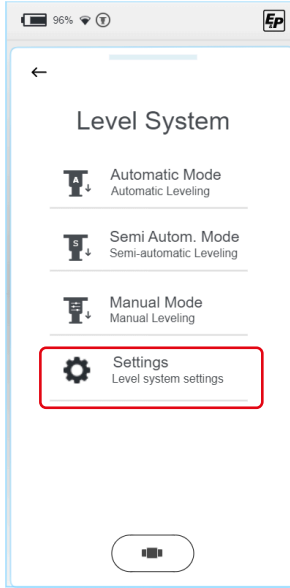 96%
EP
Level System
A
Automatic Mode
Automatic Leveling
S
Semi Autom. Mode
Semi-automatic Leveling
Manual Mode
Manual Leveling
Settings
Level system settings